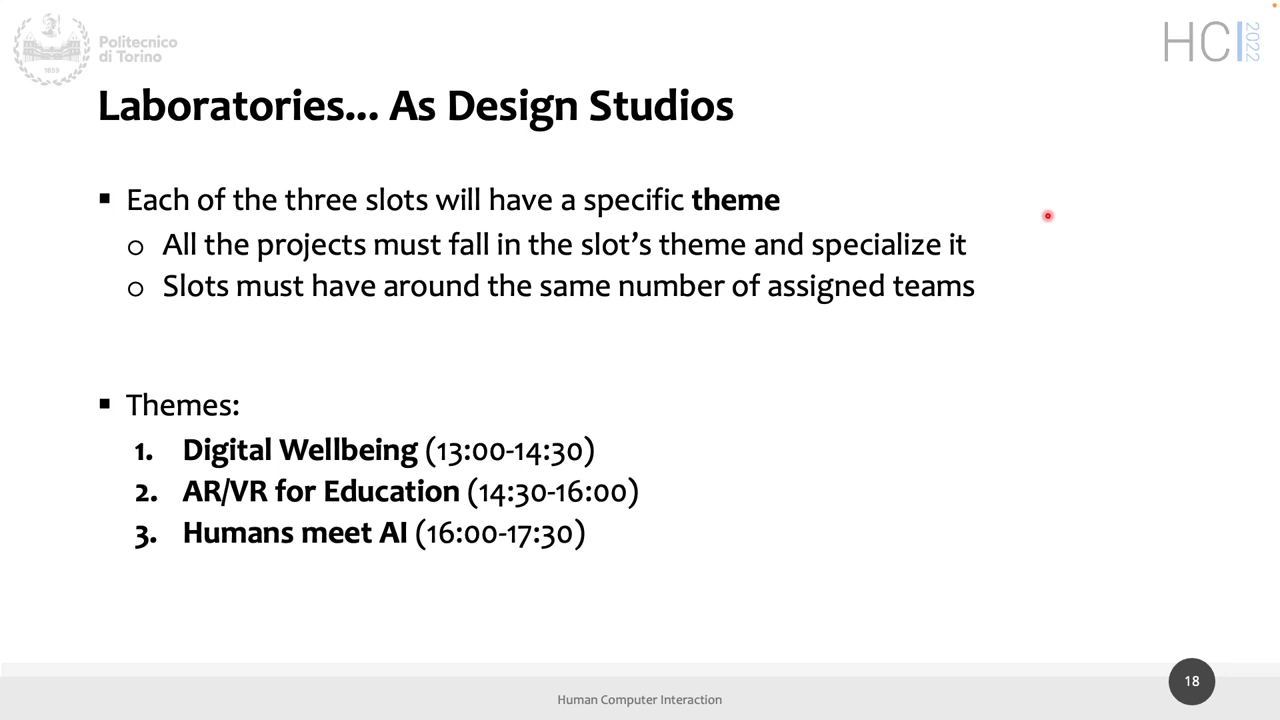 Politecnico
di Torino
1859
HCI 2022
Laboratories... As Design Studios
▪ Each of the three slots will have a specific theme
o All the projects must fall in the slot's theme and specialize it
o Slots must have around the same number of assigned teams
▪ Themes:
1. Digital Wellbeing (13:00-14:30)
2. AR/VR for Education (14:30-16:00)
3. Humans meet AI (16:00-17:30)
18
Human Computer Interaction